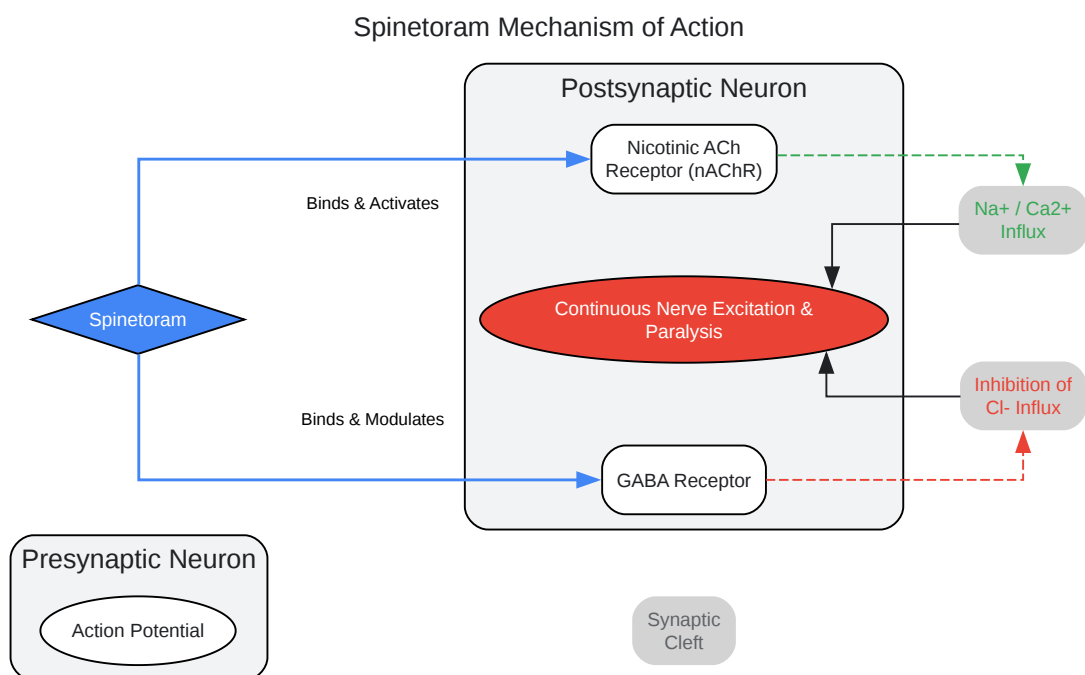 Spinetoram Mechanism of Action
Postsynaptic Neuron
Nicotinic ACh
Receptor (nAChR)
Binds & Activates
Na+ / Ca2+
Influx
Spinetoram
Continuous Nerve Excitation &
Paralysis
Inhibition of
Cl- Influx
Binds & Modulates
GABA Receptor
Presynaptic Neuron
Action Potential
Synaptic
Cleft